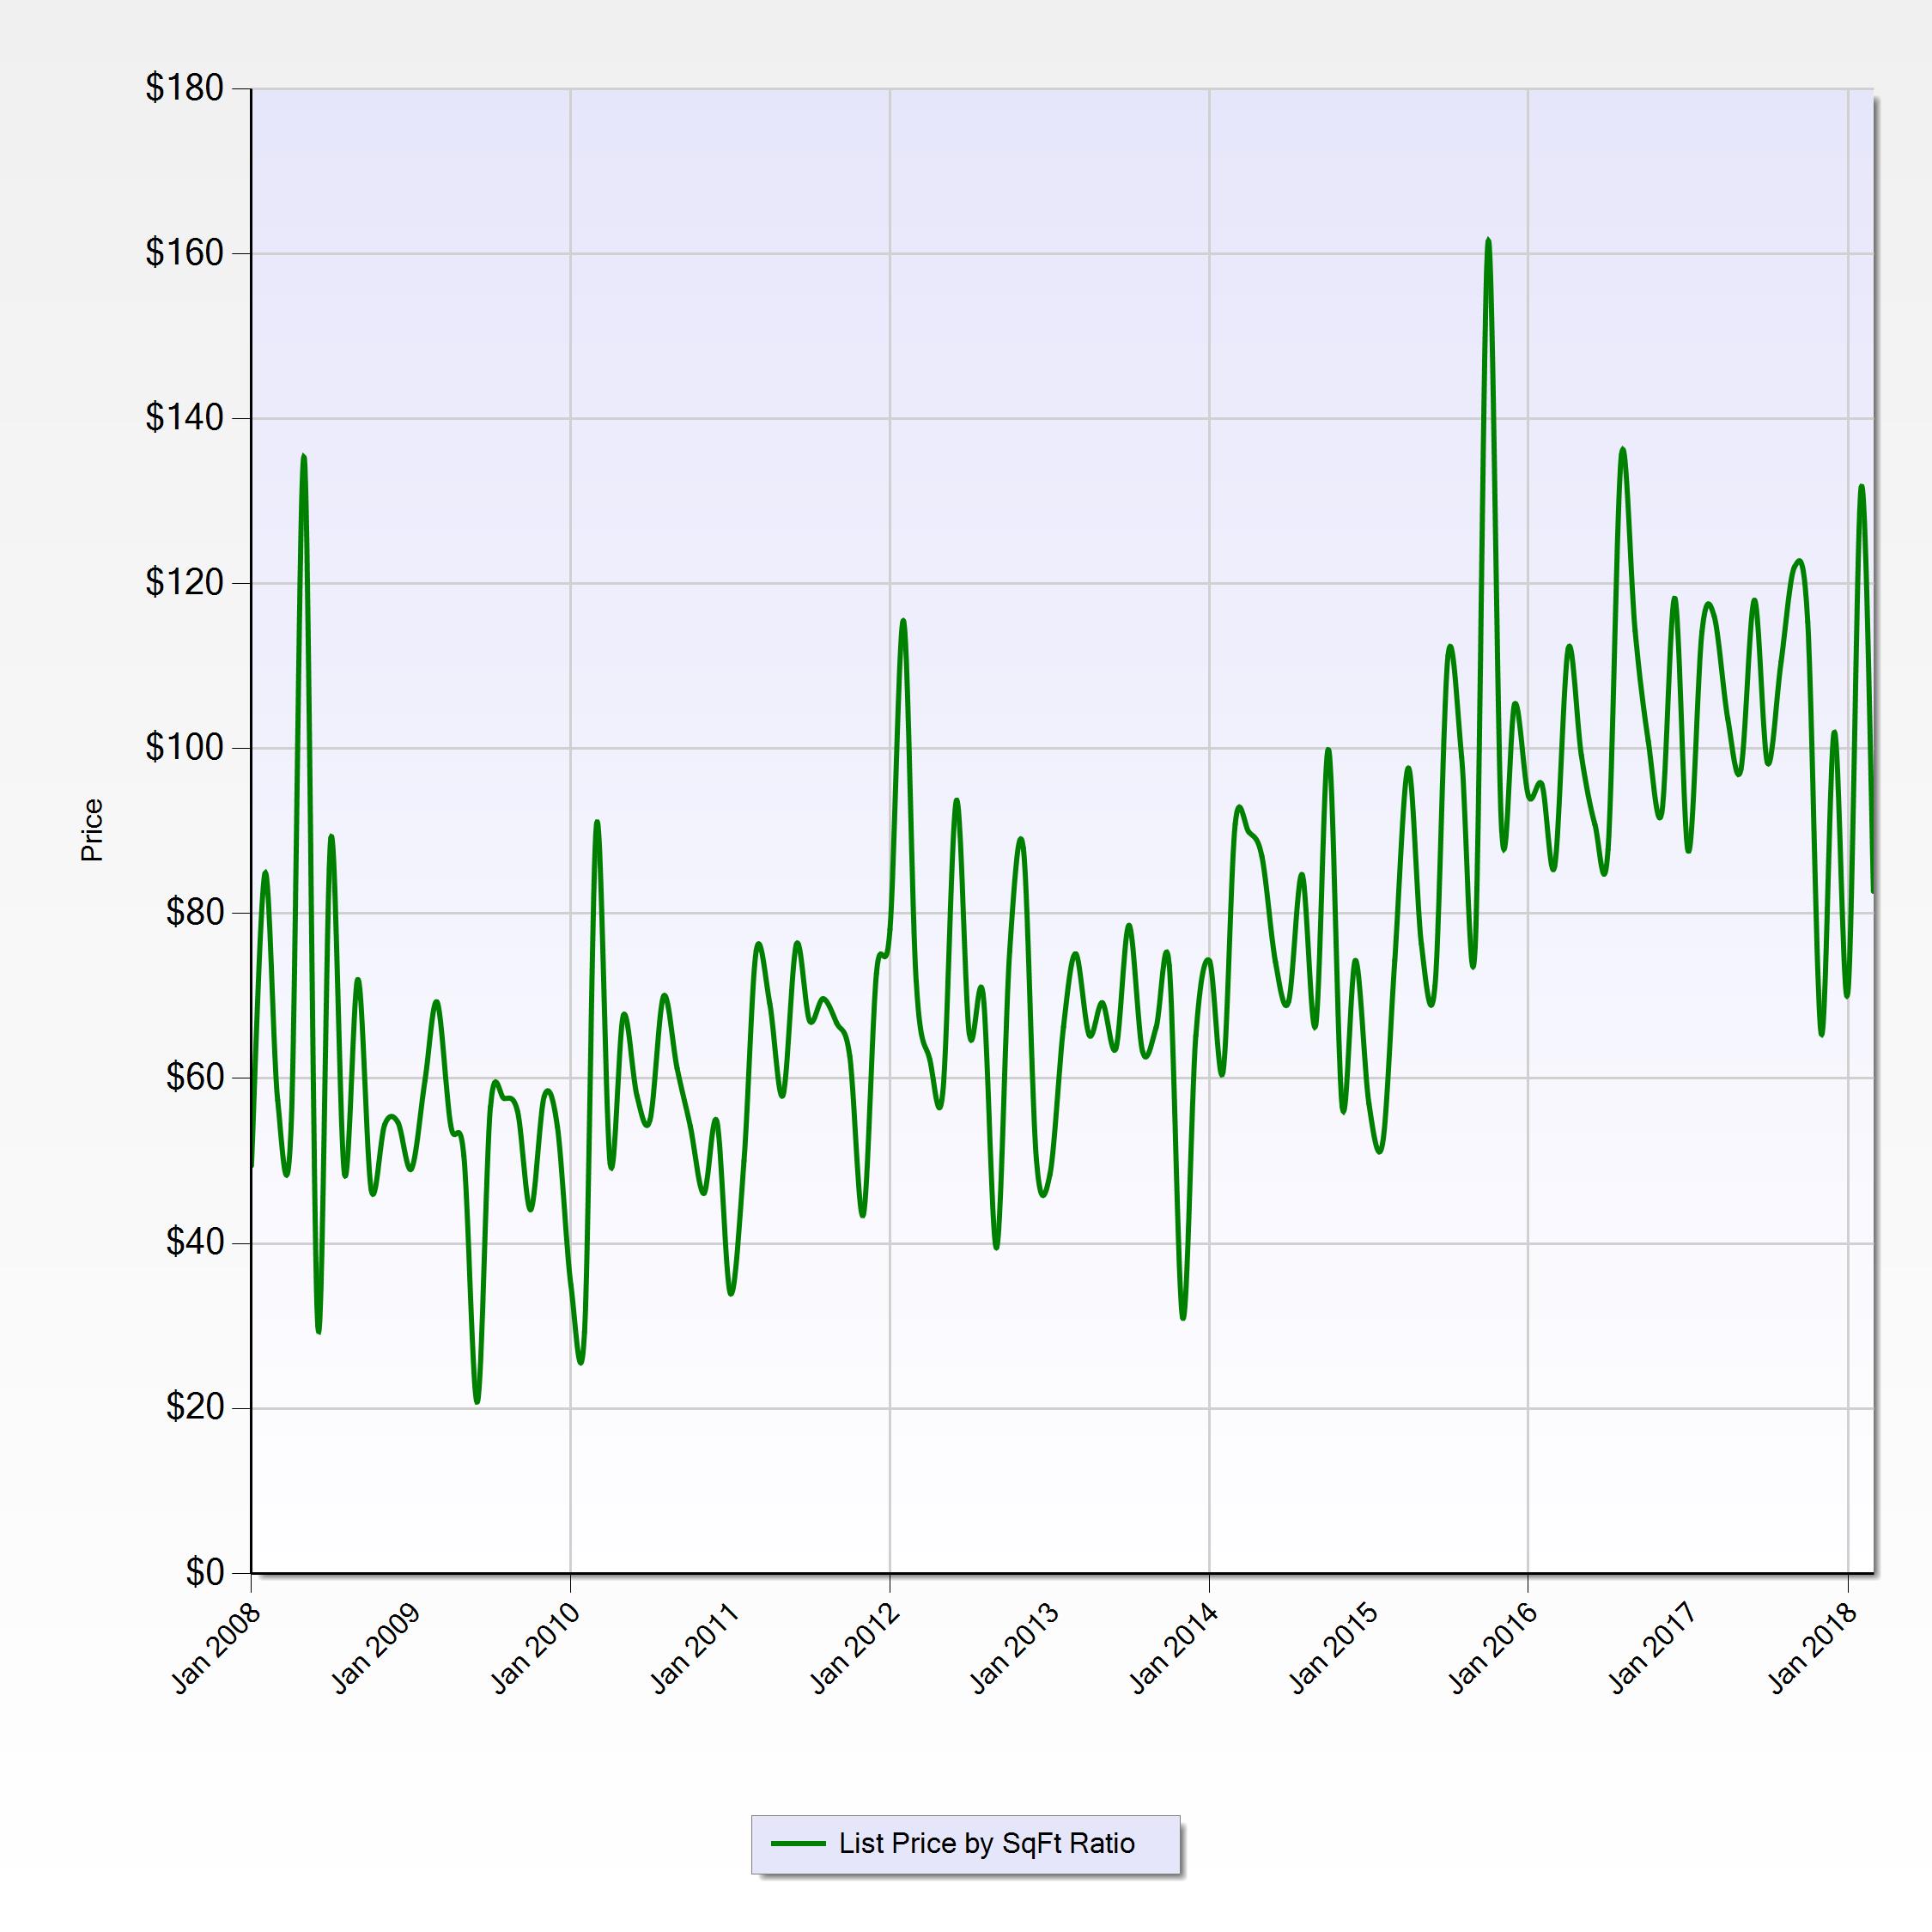 $180
$160
$140
$120
$100
$80
$60
$40
$20
$0
Price
Jan 2008
Jan 2009
Jan 2010
Jan 2011
Jan 2012
Jan 2013
Jan 2014
Jan 2015
Jan 2016
Jan 2017
Jan 2018
List Price by SqFt Ratio